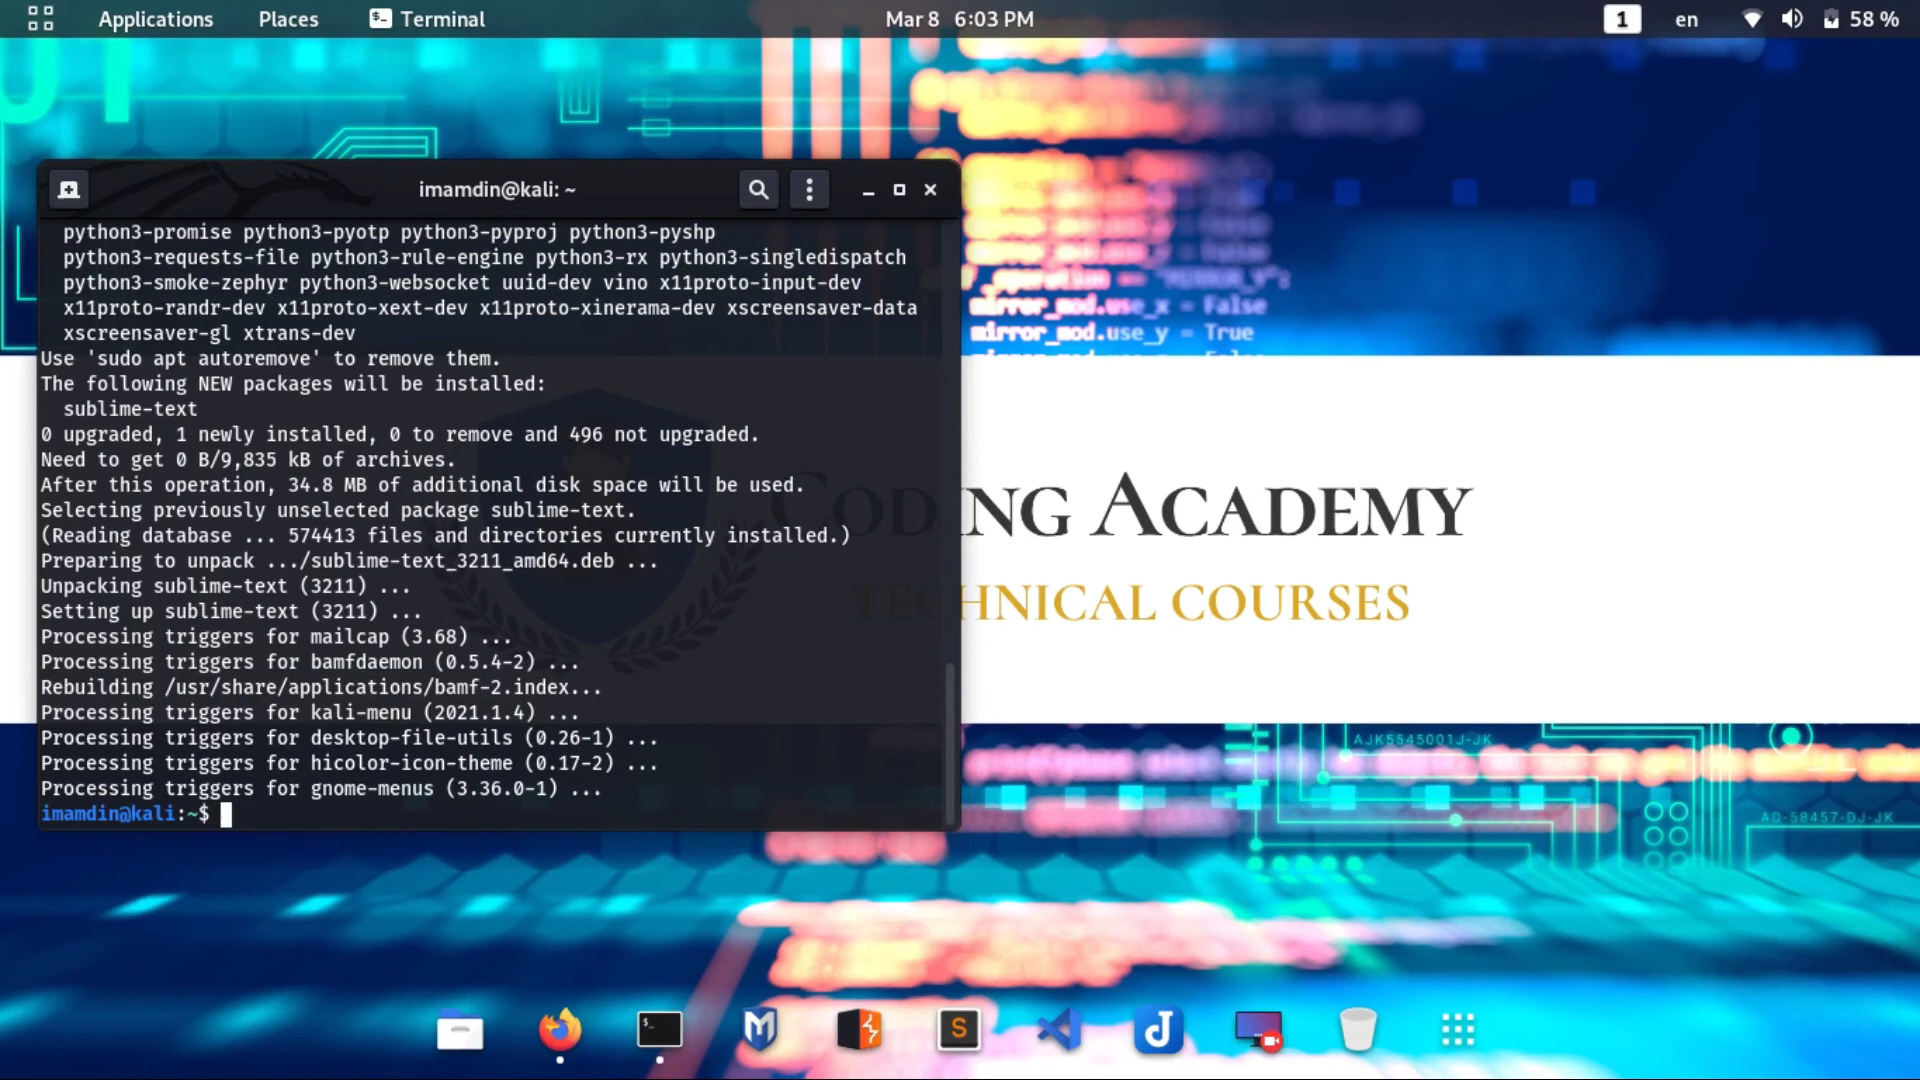 Applications Places Terminal Mar 8 6:03 PM 1 en 58 %
imamdin@kali: ~
python3-promise python3-pyotp python3-pyproj python3-pyshp
python3-requests-file python3-rule-engine python3-rx python3-singledispatch
python3-smoke-zephyr python3-websocket uuid-dev vino x11proto-input-dev
x11proto-randr-dev x11proto-xext-dev x11proto-xinerama-dev xscreensaver-data
xscreensaver-gl xtrans-dev
Use 'sudo apt autoremove' to remove them.
The following NEW packages will be installed:
sublime-text
0 upgraded, 1 newly installed, 0 to remove and 496 not upgraded.
Need to get 0 B/9,835 kB of archives.
After this operation, 34.8 MB of additional disk space will be used.
Selecting previously unselected package sublime-text.
(Reading database ... 574413 files and directories currently installed.)
Preparing to unpack .../sublime-text_3211_amd64.deb ...
Unpacking sublime-text (3211) ...
Setting up sublime-text (3211) ...
Processing triggers for mailcap (3.68) ...
Processing triggers for bamfdaemon (0.5.4-2) ...
Rebuilding /usr/share/applications/bamf-2.index...
Processing triggers for kali-menu (2021.1.4) ...
Processing triggers for desktop-file-utils (0.26-1) ...
Processing triggers for hicolor-icon-theme (0.17-2) ...
Processing triggers for gnome-menus (3.36.0-1) ...
imamdin@kali:~$
_operation == "MIRROR_Y":
mirror_mod.use_x = False
mirror_mod.use_y = True
CODING ACADEMY
TECHNICAL COURSES
AJK5545001J-JK
AD-58457-DJ-JK